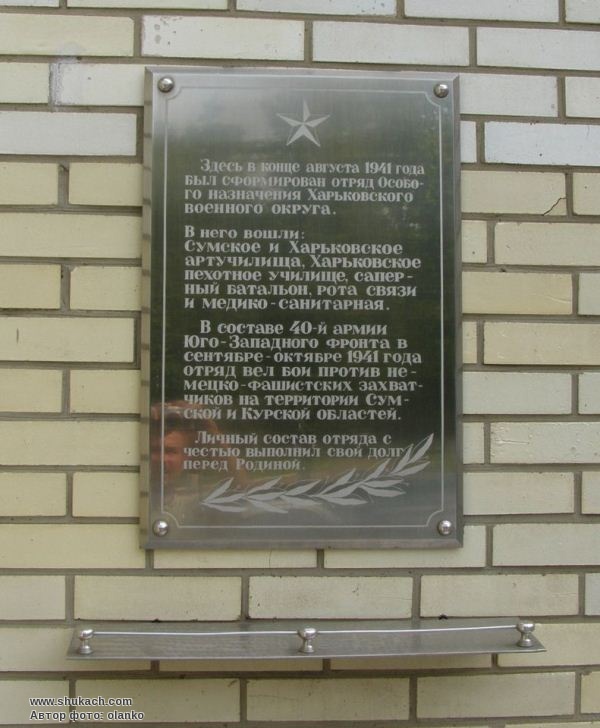 Здесь в конце августа 1941 года
был сформирован отряд Особо-
го назначения Харьковского
военного округа.
В него вошли:
Сумское и Харьковское
артучилища, Харьковское
пехотное училище, сапер-
ный батальон, рота связи
и медико-санитарная.
В составе 40-й армии
Юго-Западного фронта в
сентябре-октябре 1941 года
отряд вел бои против не-
мецко-фашистских захват-
чиков на территории Сум-
ской и Курской областей.
Личный состав отряда с
честью выполнил свой долг
перед Родиной.
www.shukach.com
Автор фото: olanko